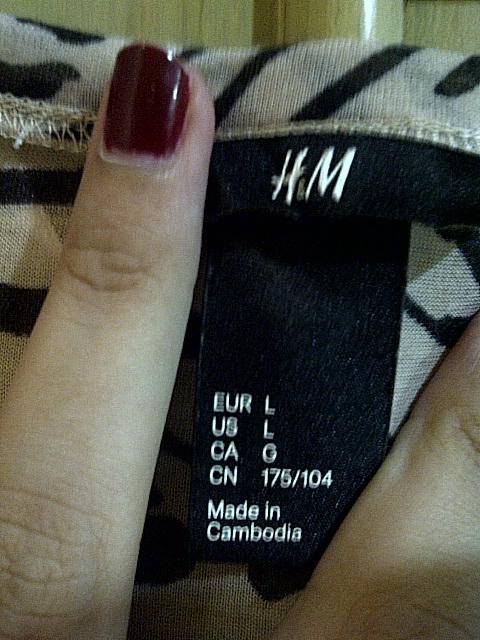 H&M
EUR L
US L
CA G
CN 175/104
Made in
Cambodia